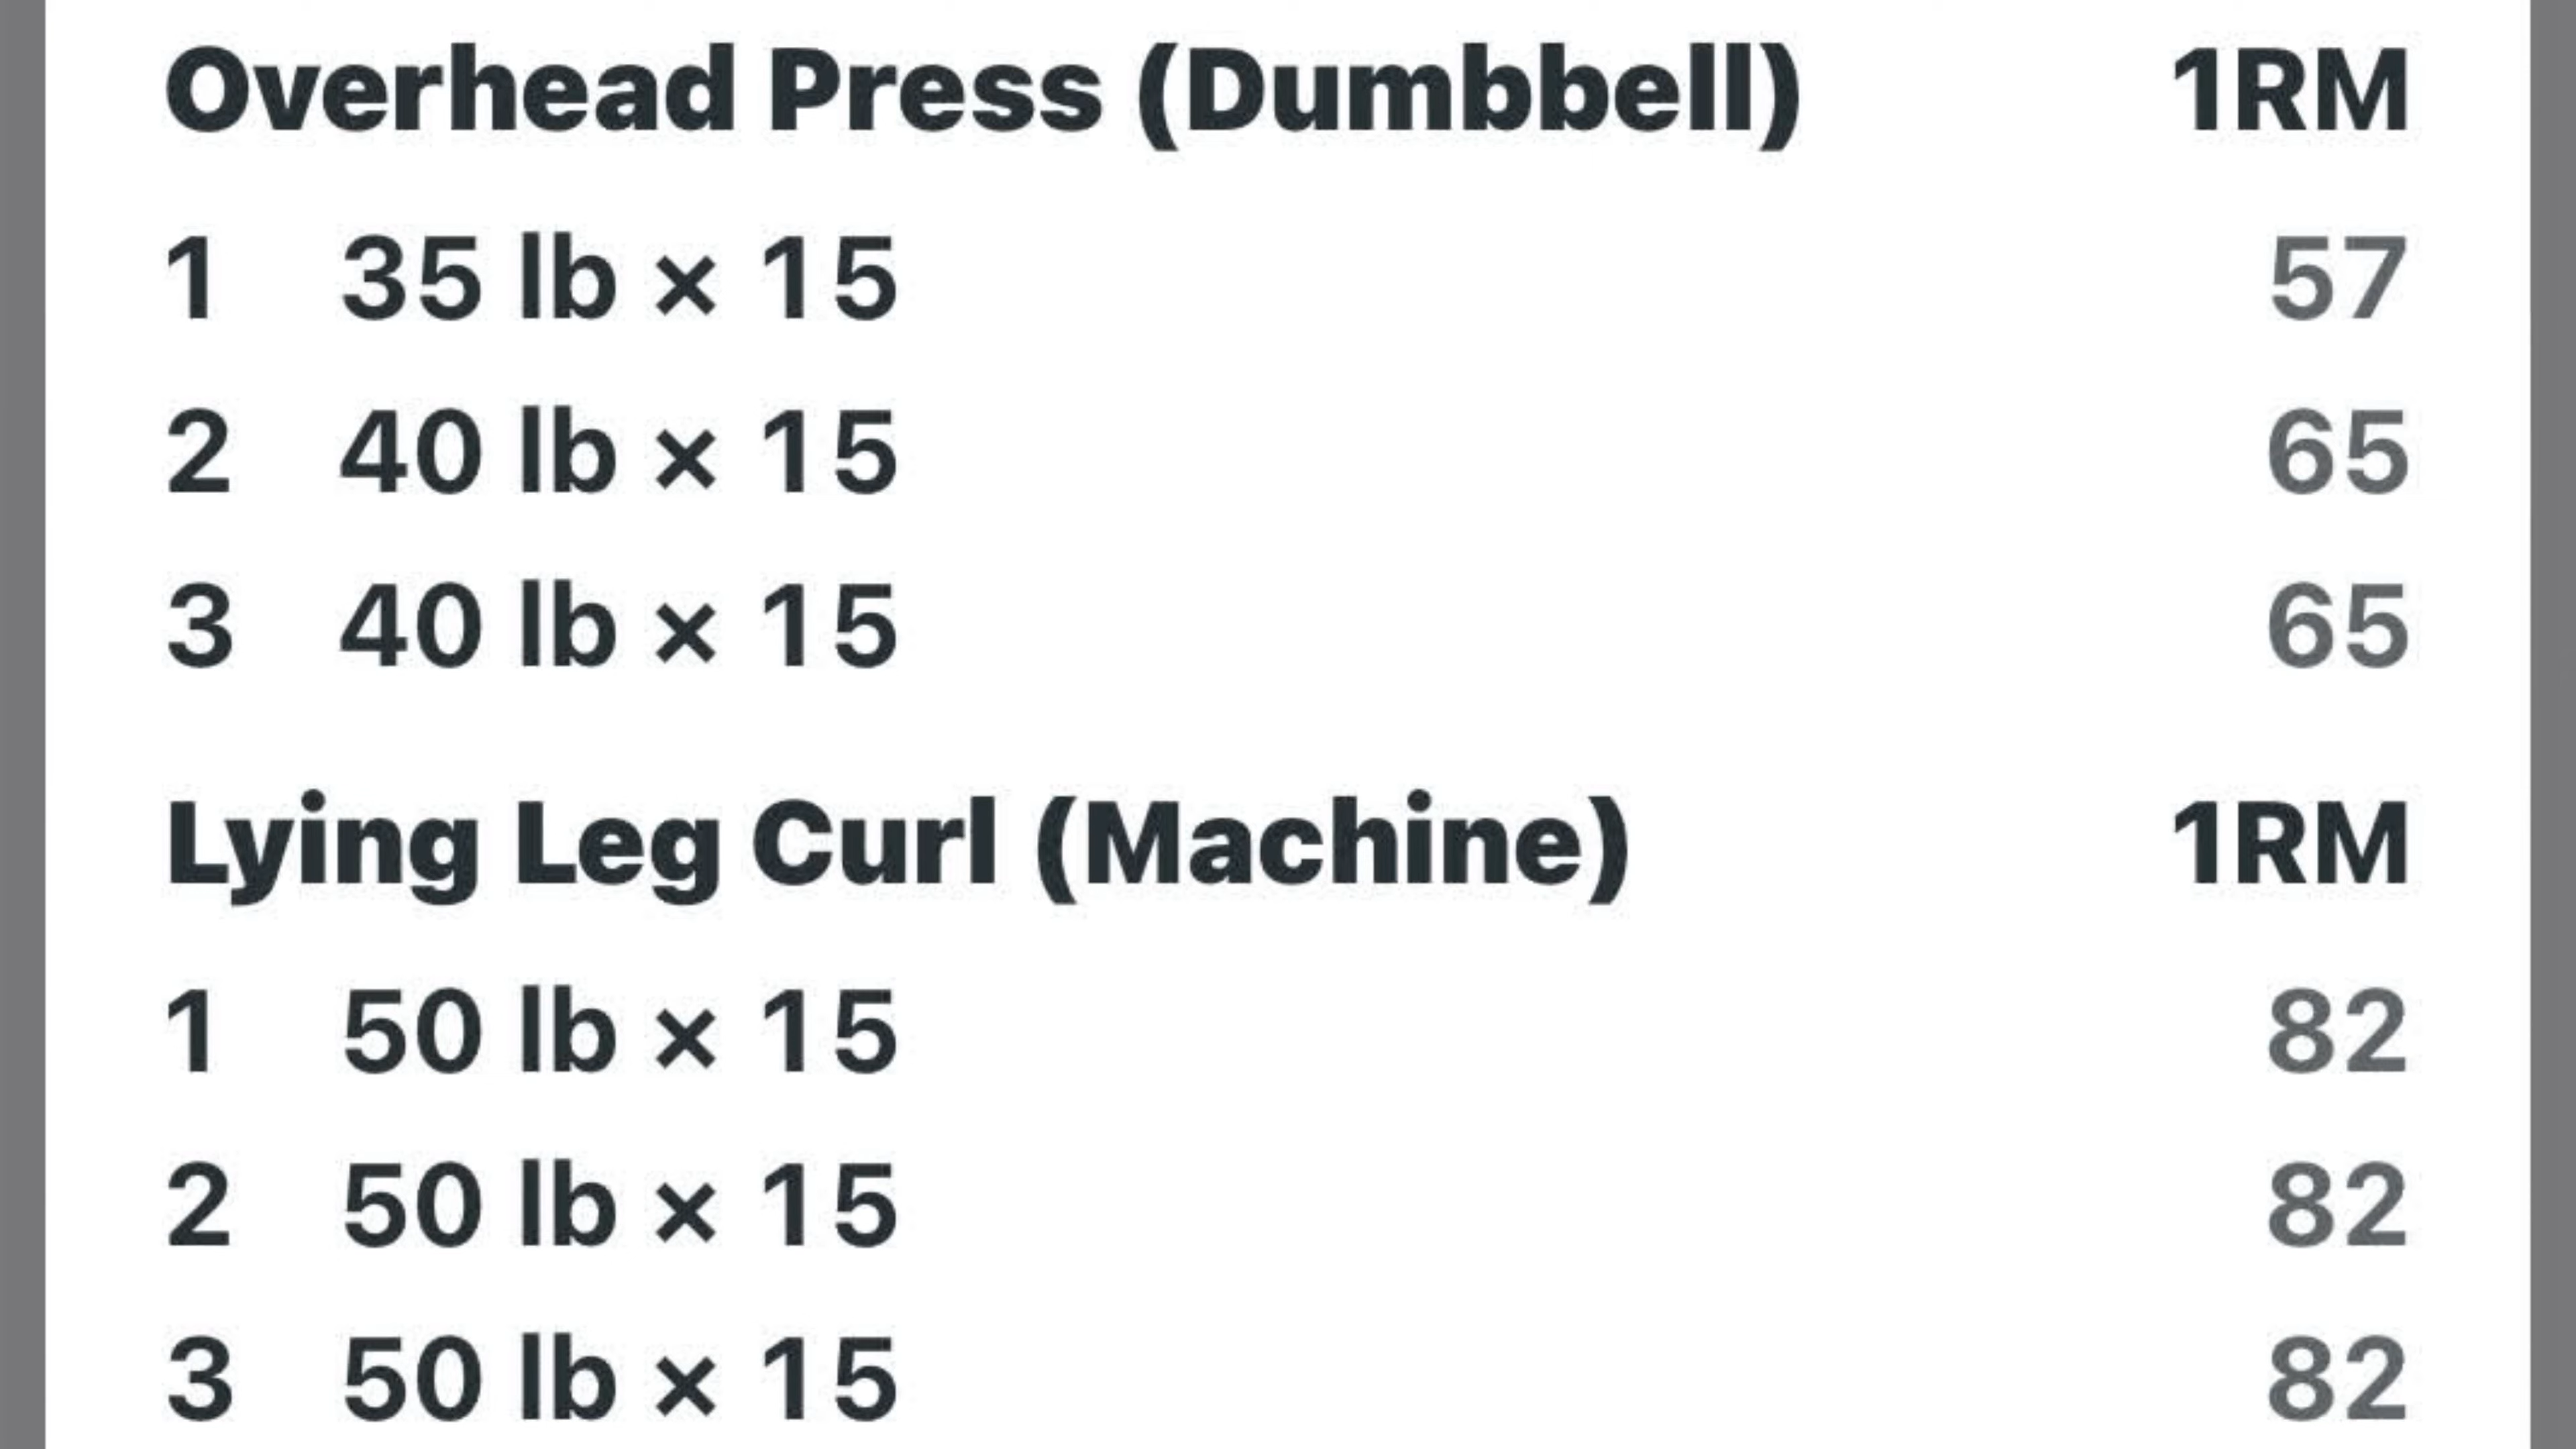 Overhead Press (Dumbbell) 1RM
1 35 lb × 15 57
2 40 lb × 15 65
3 40 lb × 15 65
Lying Leg Curl (Machine) 1RM
1 50 lb × 15 82
2 50 lb × 15 82
3 50 lb × 15 82